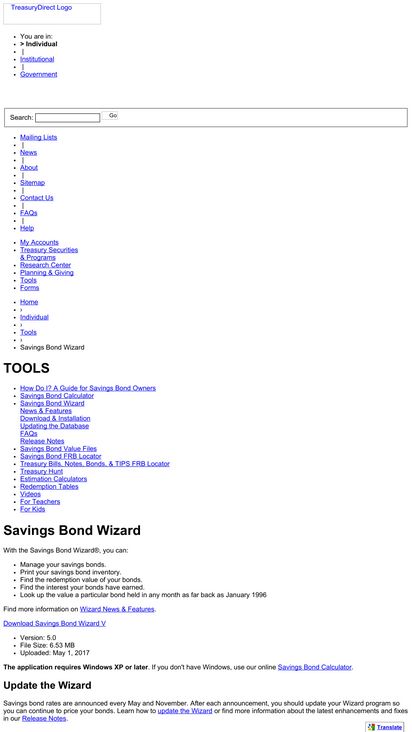 TreasuryDirect Logo
You are in:
> Individual
|
Institutional
|
Government
Search: Go
Mailing Lists
|
News
|
About
|
Sitemap
|
Contact Us
|
FAQs
|
Help
My Accounts
Treasury Securities
& Programs
Research Center
Planning & Giving
Tools
Forms
Home
›
Individual
›
Tools
›
Savings Bond Wizard
TOOLS
How Do I? A Guide for Savings Bond Owners
Savings Bond Calculator
Savings Bond Wizard
News & Features
Download & Installation
Updating the Database
FAQs
Release Notes
Savings Bond Value Files
Savings Bond FRB Locator
Treasury Bills, Notes, Bonds, & TIPS FRB Locator
Treasury Hunt
Estimation Calculators
Redemption Tables
Videos
For Teachers
For Kids
Savings Bond Wizard
With the Savings Bond Wizard®, you can:
Manage your savings bonds.
Print your savings bond inventory.
Find the redemption value of your bonds.
Find the interest your bonds have earned.
Look up the value a particular bond held in any month as far back as January 1996
Find more information on Wizard News & Features.
Download Savings Bond Wizard V
Version: 5.0
File Size: 6.53 MB
Uploaded: May 1, 2017
The application requires Windows XP or later. If you don't have Windows, use our online Savings Bond Calculator.
Update the Wizard
Savings bond rates are announced every May and November. After each announcement, you should update your Wizard program so
you can continue to price your bonds. Learn how to update the Wizard or find more information about the latest enhancements and fixes
in our Release Notes.
Translate